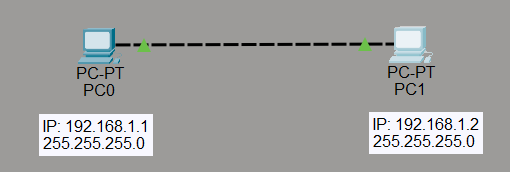 PC-PT
PC0
PC-PT
PC1
IP: 192.168.1.1
255.255.255.0
IP: 192.168.1.2
255.255.255.0